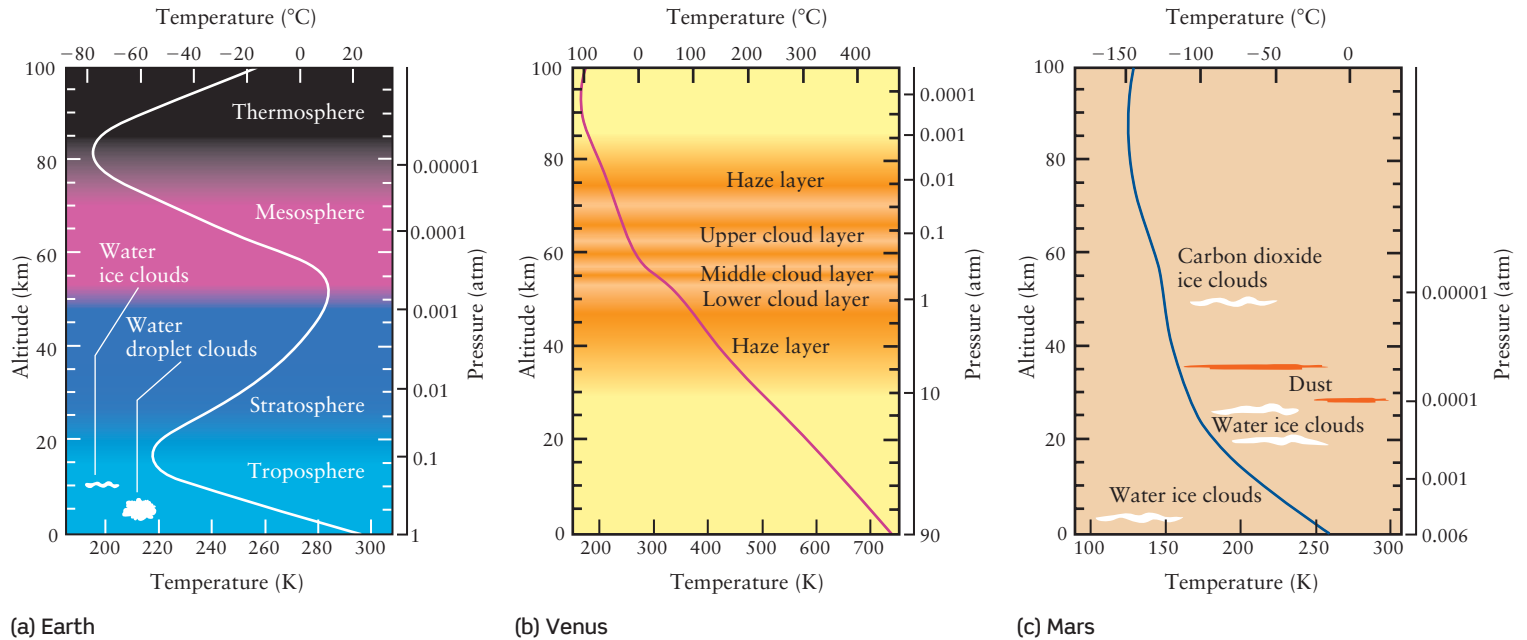 Temperature (°C)
−80 −60 −40 −20 0 20
100
80
60
40
20
0
Altitude (km)
Thermosphere
Mesosphere
Water
ice clouds
Water
droplet clouds
Stratosphere
Troposphere
0.00001
0.0001
0.001
0.01
0.1
1
Pressure (atm)
200 220 240 260 280 300
Temperature (K)
(a) Earth
Temperature (°C)
100 0 100 200 300 400
100
80
60
40
20
0
Altitude (km)
Haze layer
Upper cloud layer
Middle cloud layer
Lower cloud layer
Haze layer
0.0001
0.001
0.01
0.1
1
10
90
Pressure (atm)
200 300 400 500 600 700
Temperature (K)
(b) Venus
Temperature (°C)
−150 −100 −50 0
100
80
60
40
20
0
Altitude (km)
Carbon dioxide
ice clouds
Dust
Water ice clouds
Water ice clouds
0.00001
0.0001
0.001
0.006
Pressure (atm)
100 150 200 250 300
Temperature (K)
(c) Mars